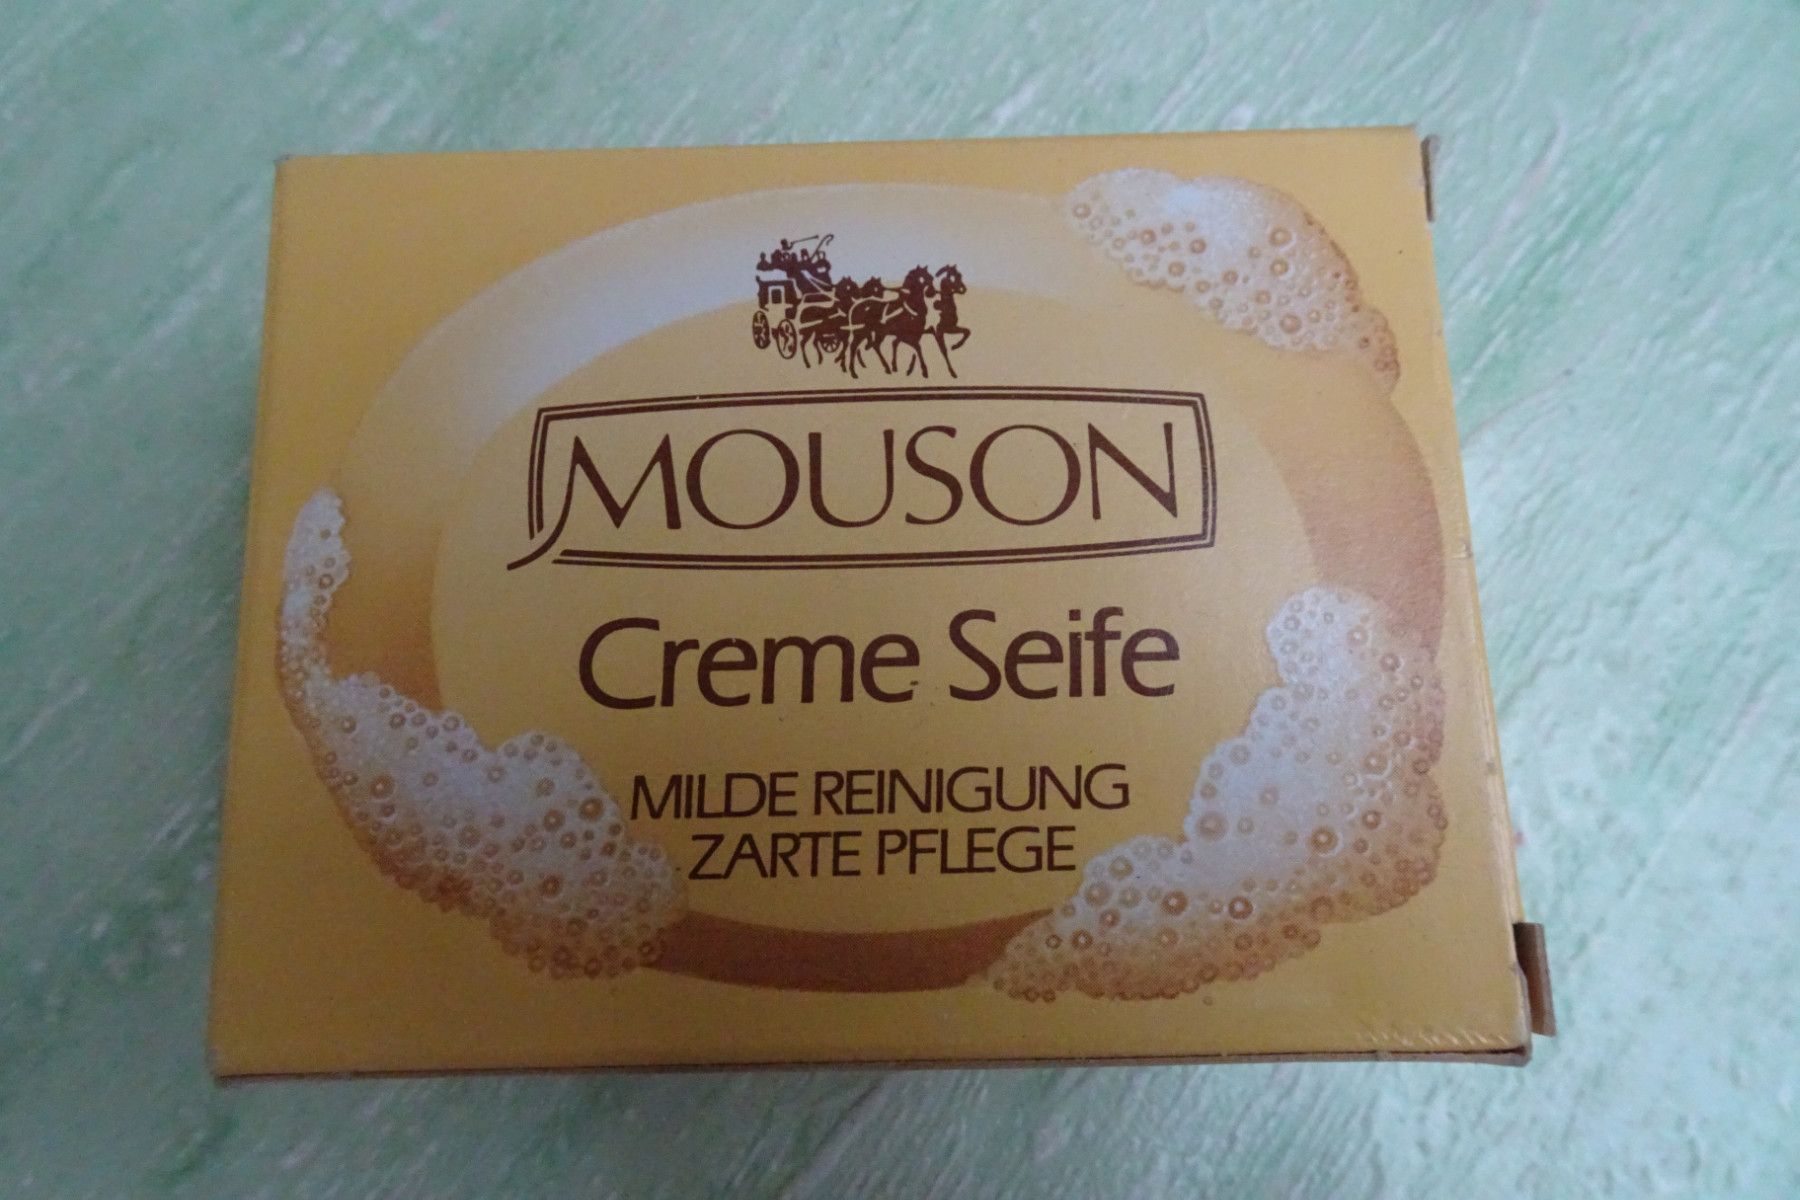 MOUSON
Creme Seife
MILDE REINIGUNG
ZARTE PFLEGE